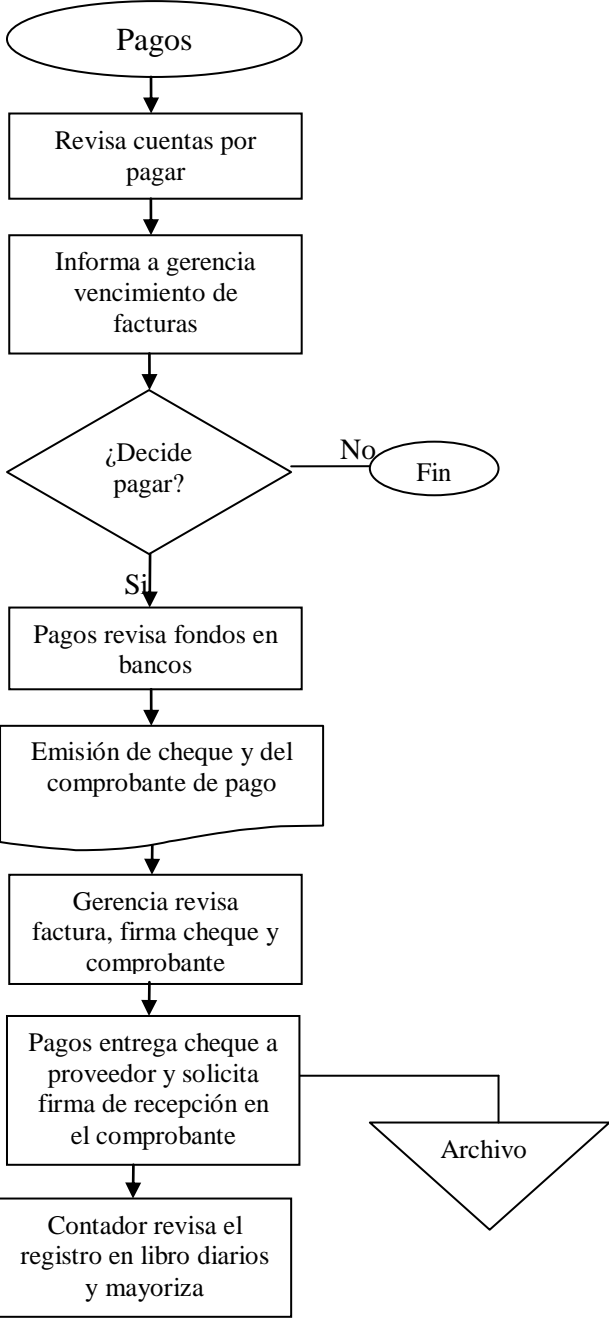 Pagos
Revisa cuentas por
pagar
Informa a gerencia
vencimiento de
facturas
¿Decide
pagar?
No
Fin
Si
Pagos revisa fondos en
bancos
Emisión de cheque y del
comprobante de pago
Gerencia revisa
factura, firma cheque y
comprobante
Pagos entrega cheque a
proveedor y solicita
firma de recepción en
el comprobante
Archivo
Contador revisa el
registro en libro diarios
y mayoriza